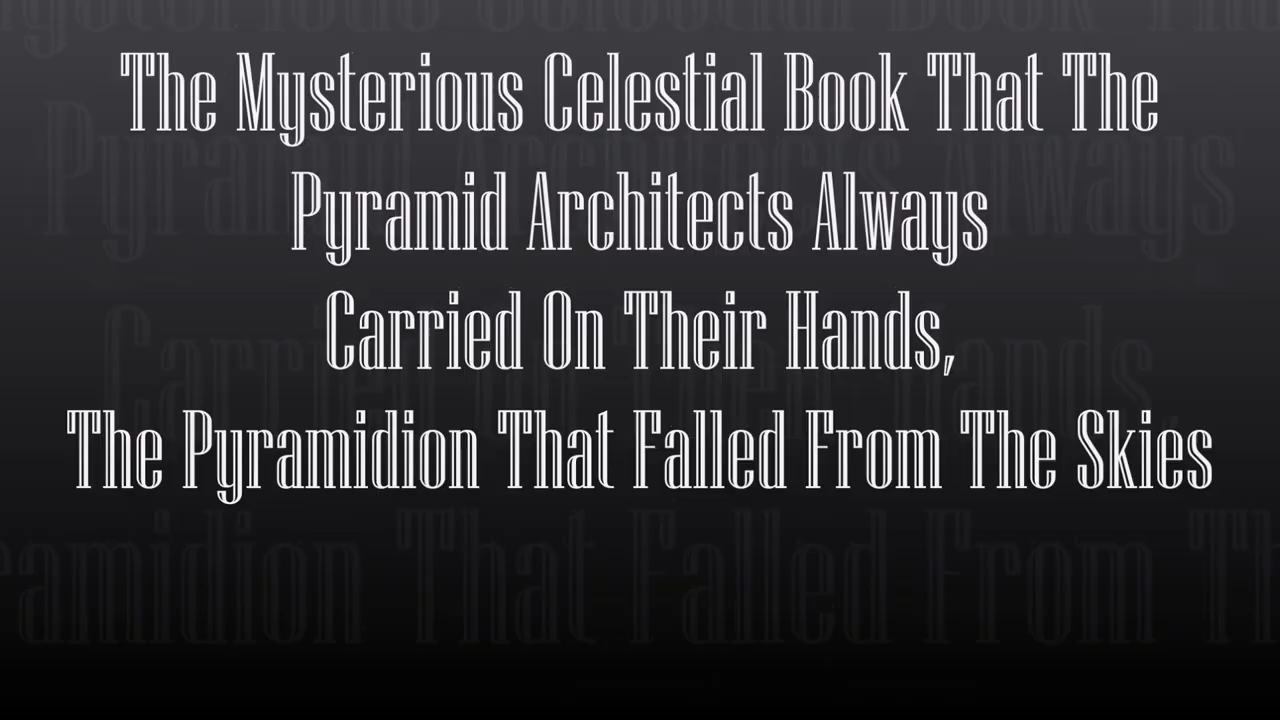 The Mysterious Celestial Book That The
Pyramid Architects Always
Carried On Their Hands,
The Pyramidion That Falled From The Skies